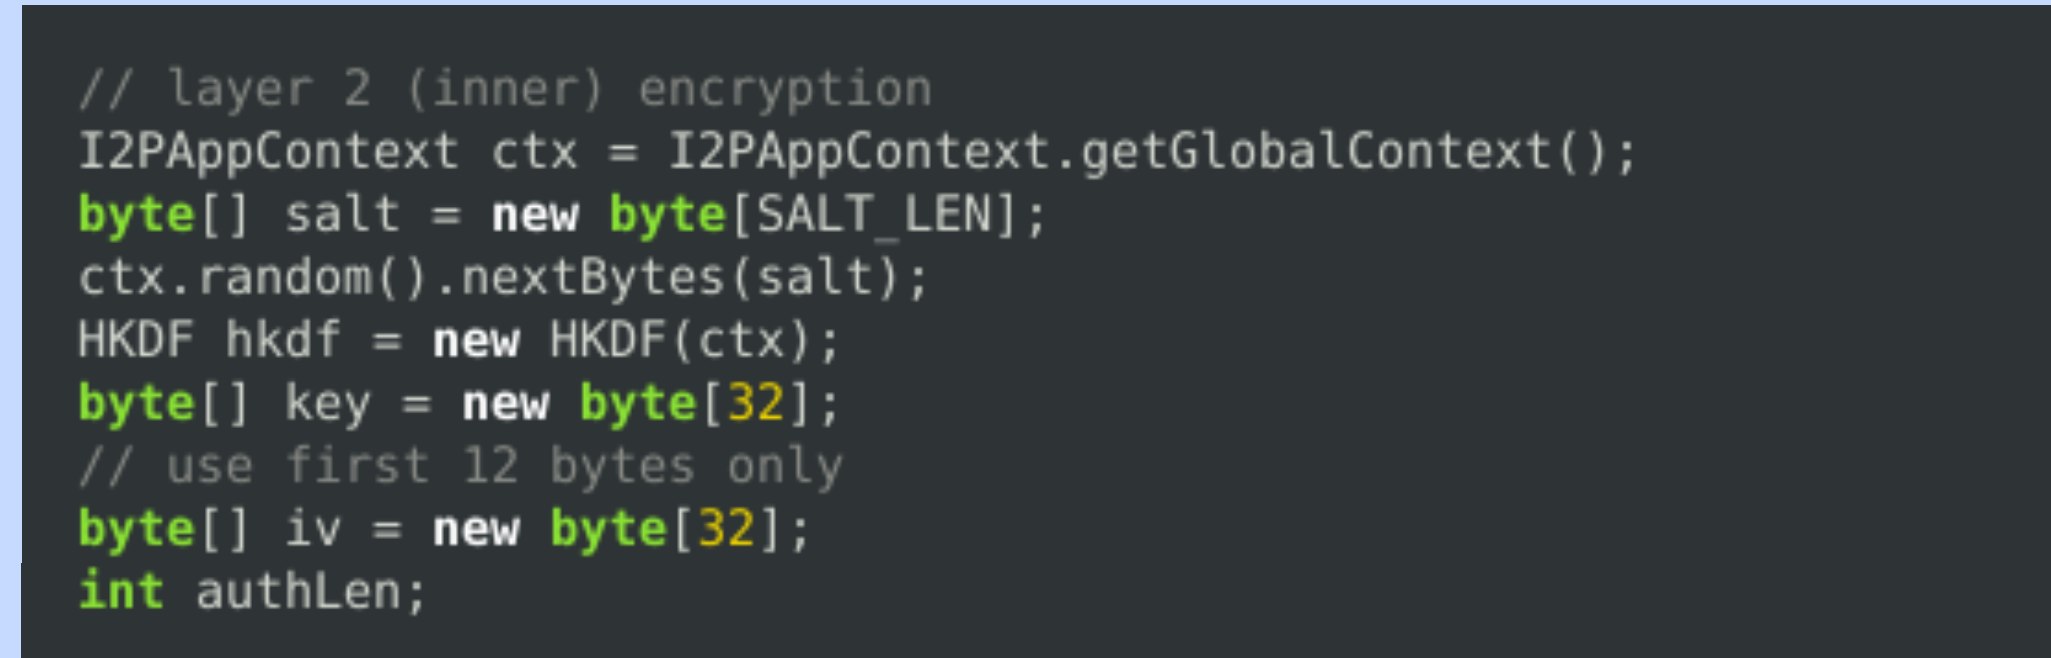 // layer 2 (inner) encryption
I2PAppContext ctx = I2PAppContext.getGlobalContext();
byte[] salt = new byte[SALT_LEN];
ctx.random().nextBytes(salt);
HKDF hkdf = new HKDF(ctx);
byte[] key = new byte[32];
// use first 12 bytes only
byte[] iv = new byte[32];
int authLen;